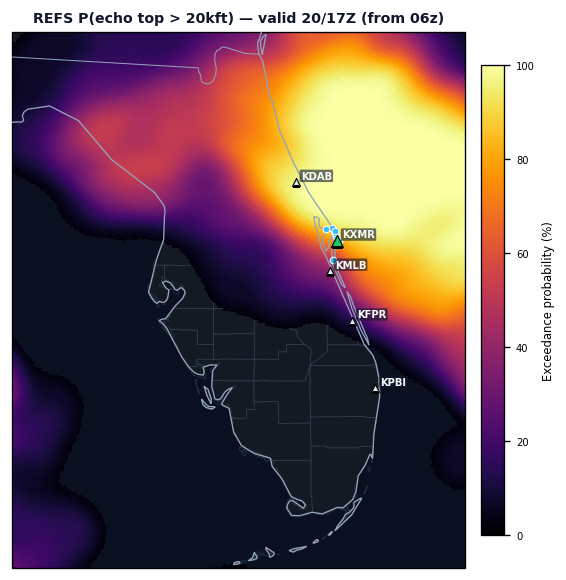 REFS P(echo top > 20kft) — valid 20/17Z (from 06z)
KDAB
KXMR
KMLB
KFPR
KPBI
100
80
60
40
20
0
Exceedance probability (%)